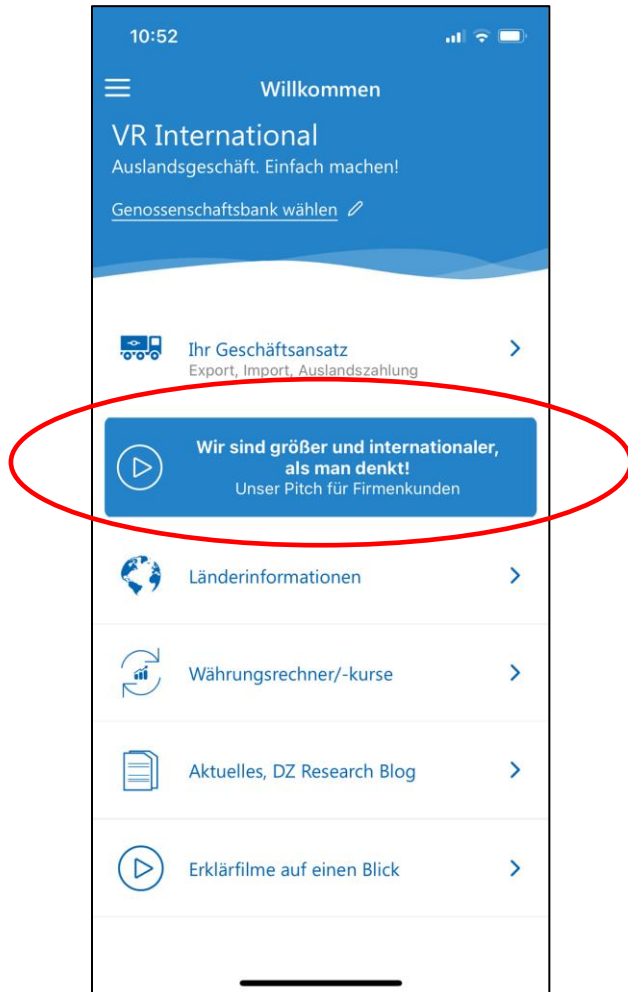 10:52
Willkommen
VR International
Auslandsgeschäft. Einfach machen!
Genossenschaftsbank wählen
Ihr Geschäftsansatz
Export, Import, Auslandszahlung
Wir sind größer und internationaler,
als man denkt!
Unser Pitch für Firmenkunden
Länderinformationen
Währungsrechner/-kurse
Aktuelles, DZ Research Blog
Erklärfilme auf einen Blick